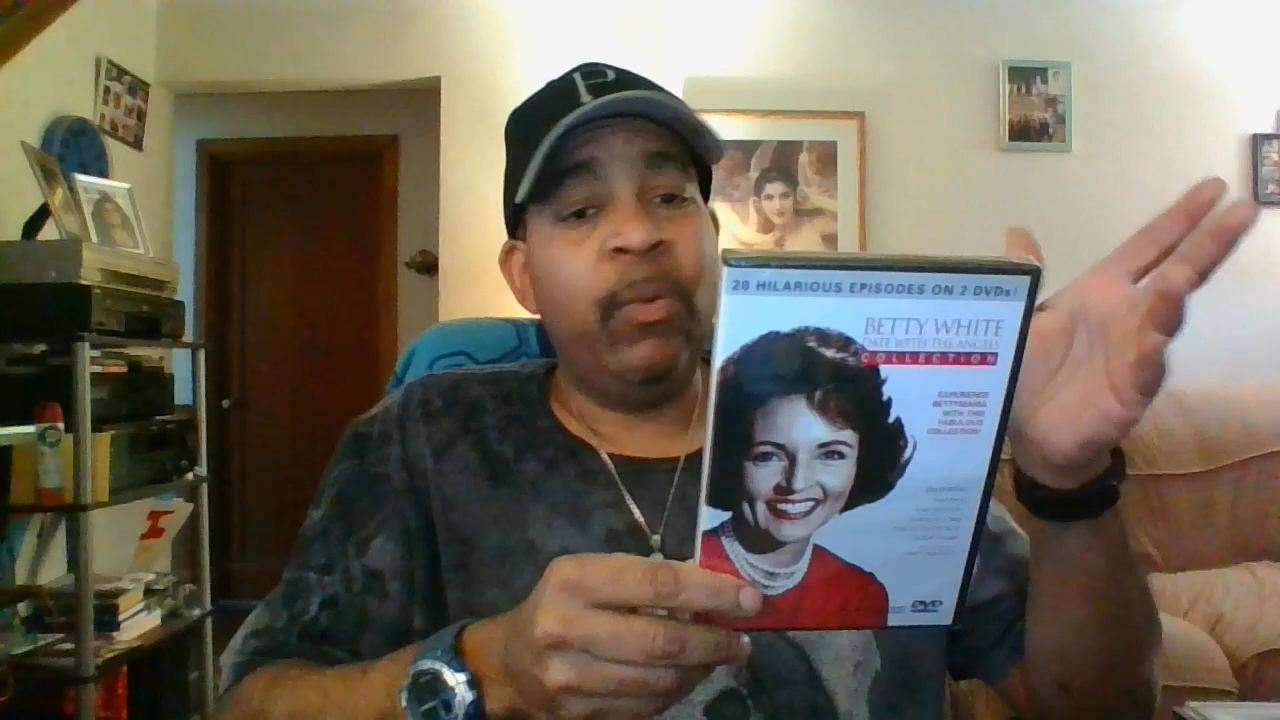 P
20 HILARIOUS EPISODES ON 2 DVDs!
BETTY WHITE
DATE WITH THE ANGELS
COLLECTION
EXPERIENCE
BETTYMANIA
WITH THIS
FABULOUS
COLLECTION!
DVD